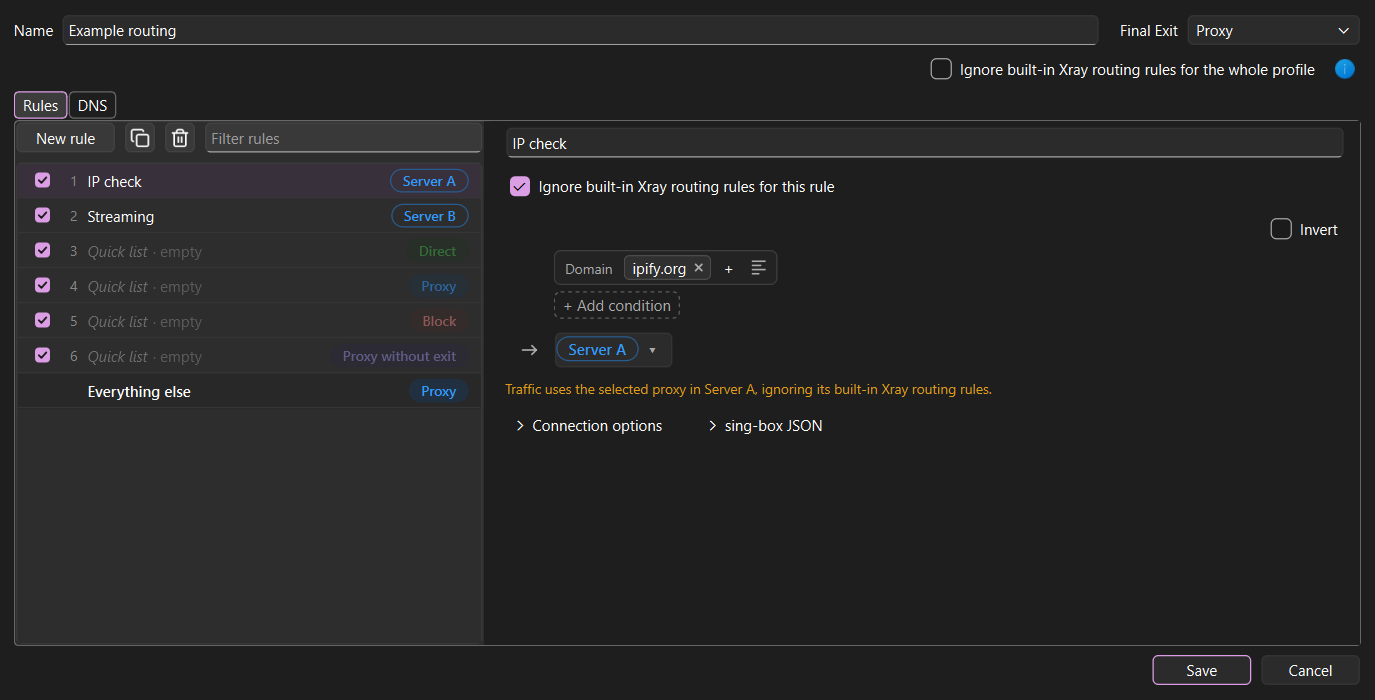 Name Example routing Final Exit Proxy
Ignore built-in Xray routing rules for the whole profile
Rules DNS
New rule Filter rules
1 IP check Server A
2 Streaming Server B
3 Quick list · empty Direct
4 Quick list · empty Proxy
5 Quick list · empty Block
6 Quick list · empty Proxy without exit
Everything else Proxy
IP check
Ignore built-in Xray routing rules for this rule
Invert
Domain ipify.org × +
+ Add condition
→ Server A
Traffic uses the selected proxy in Server A, ignoring its built-in Xray routing rules.
Connection options sing-box JSON
Save Cancel